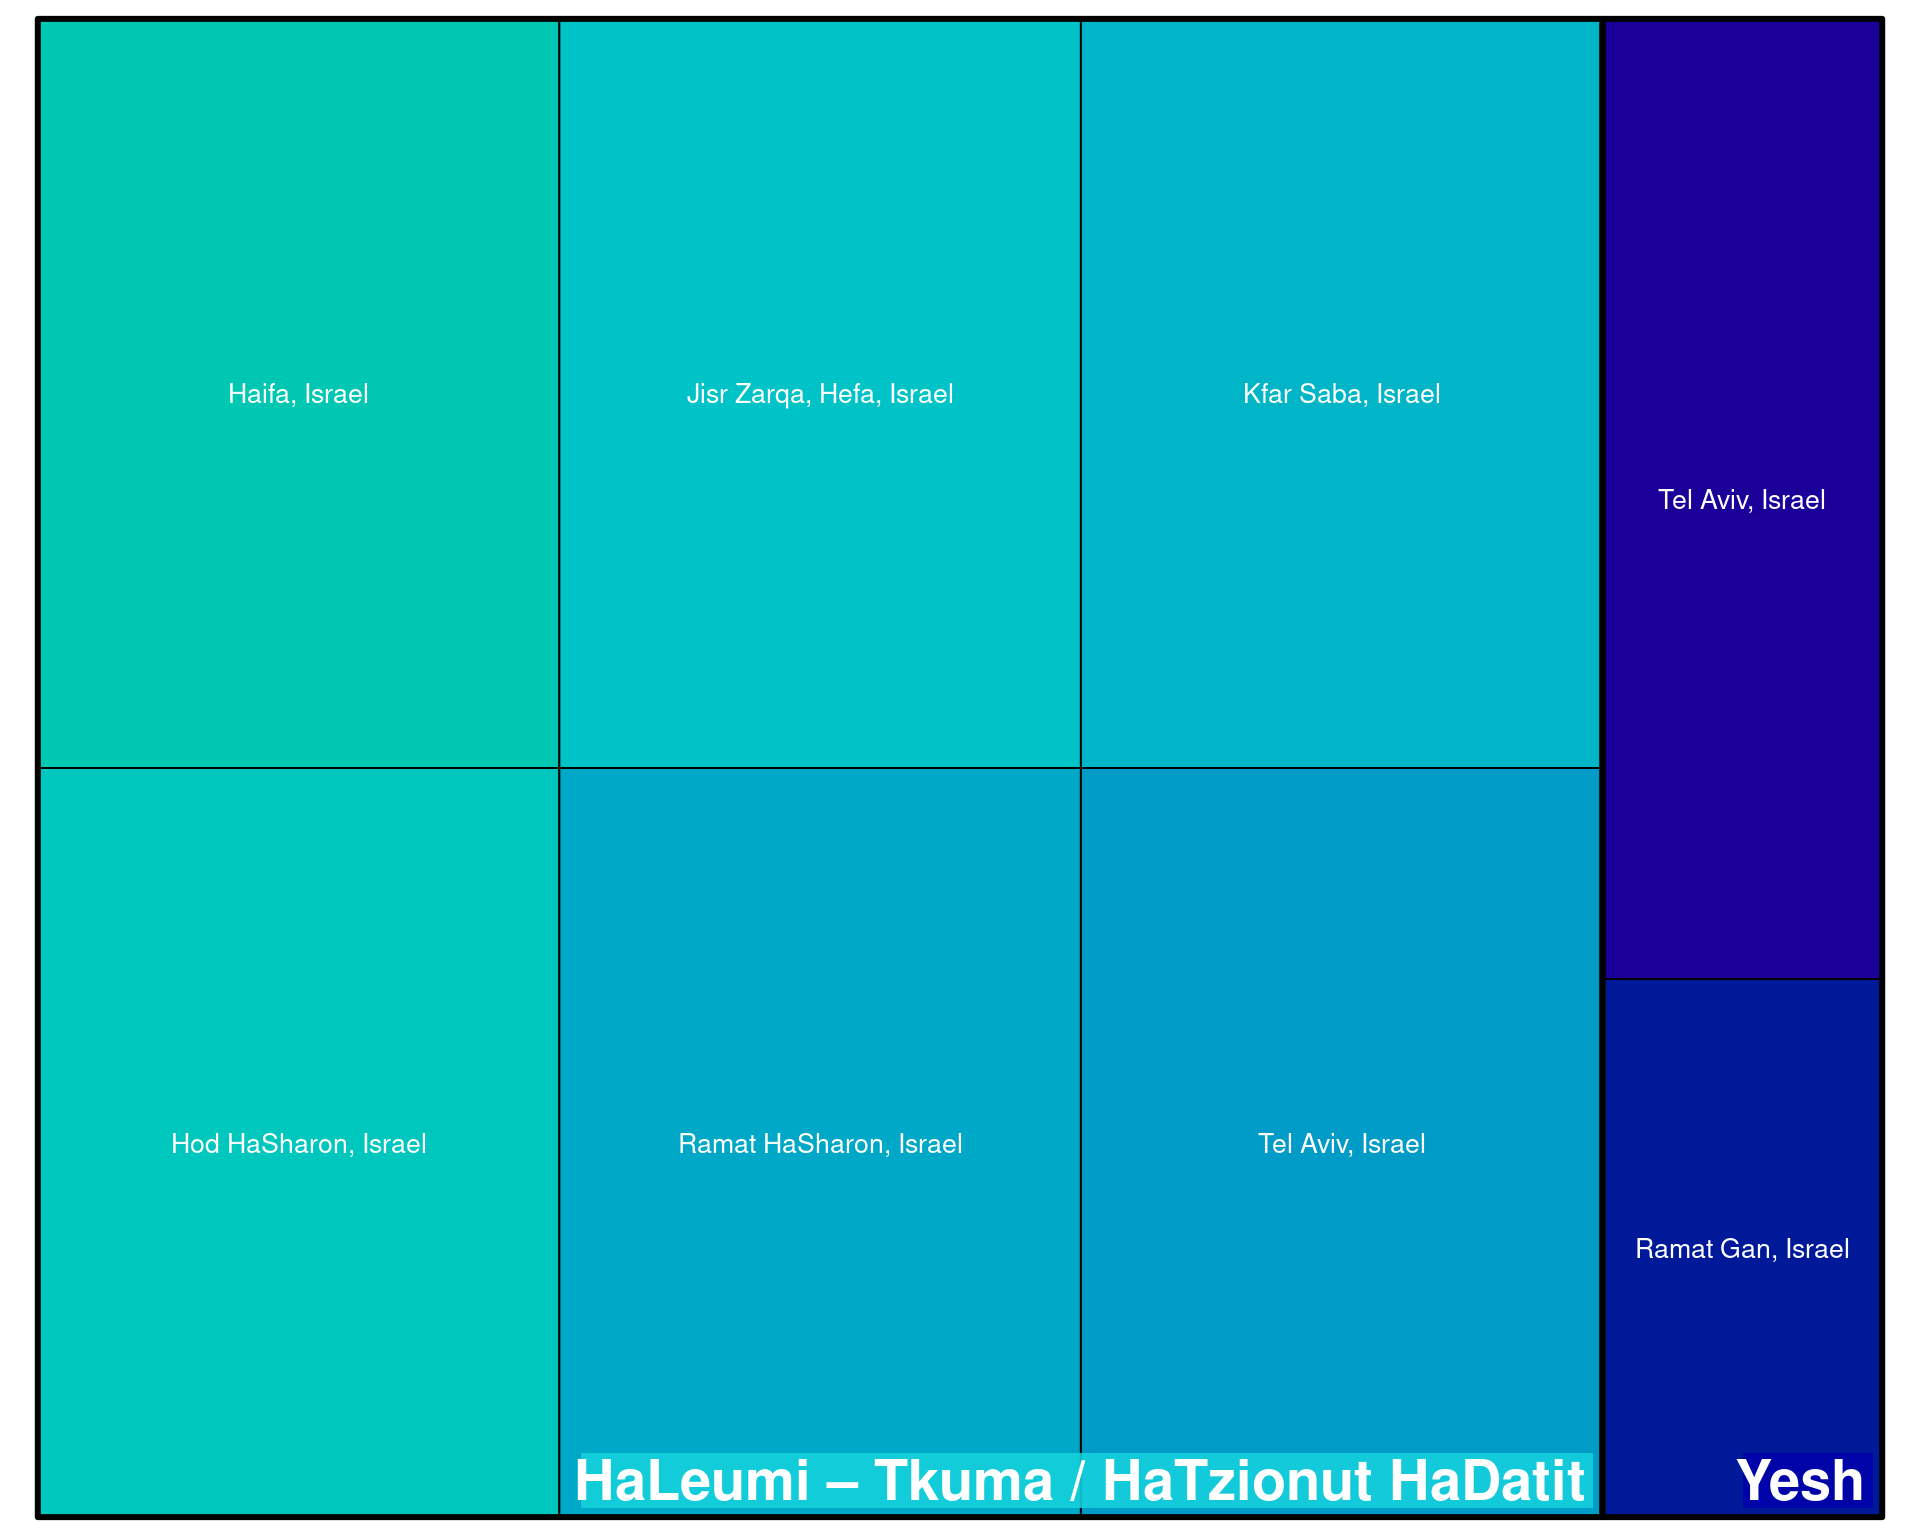 Haifa, Israel
Jisr Zarqa, Hefa, Israel
Kfar Saba, Israel
Tel Aviv, Israel
Hod HaSharon, Israel
Ramat HaSharon, Israel
Tel Aviv, Israel
Ramat Gan, Israel
HaLeumi – Tkuma / HaTzionut HaDatit
Yesh